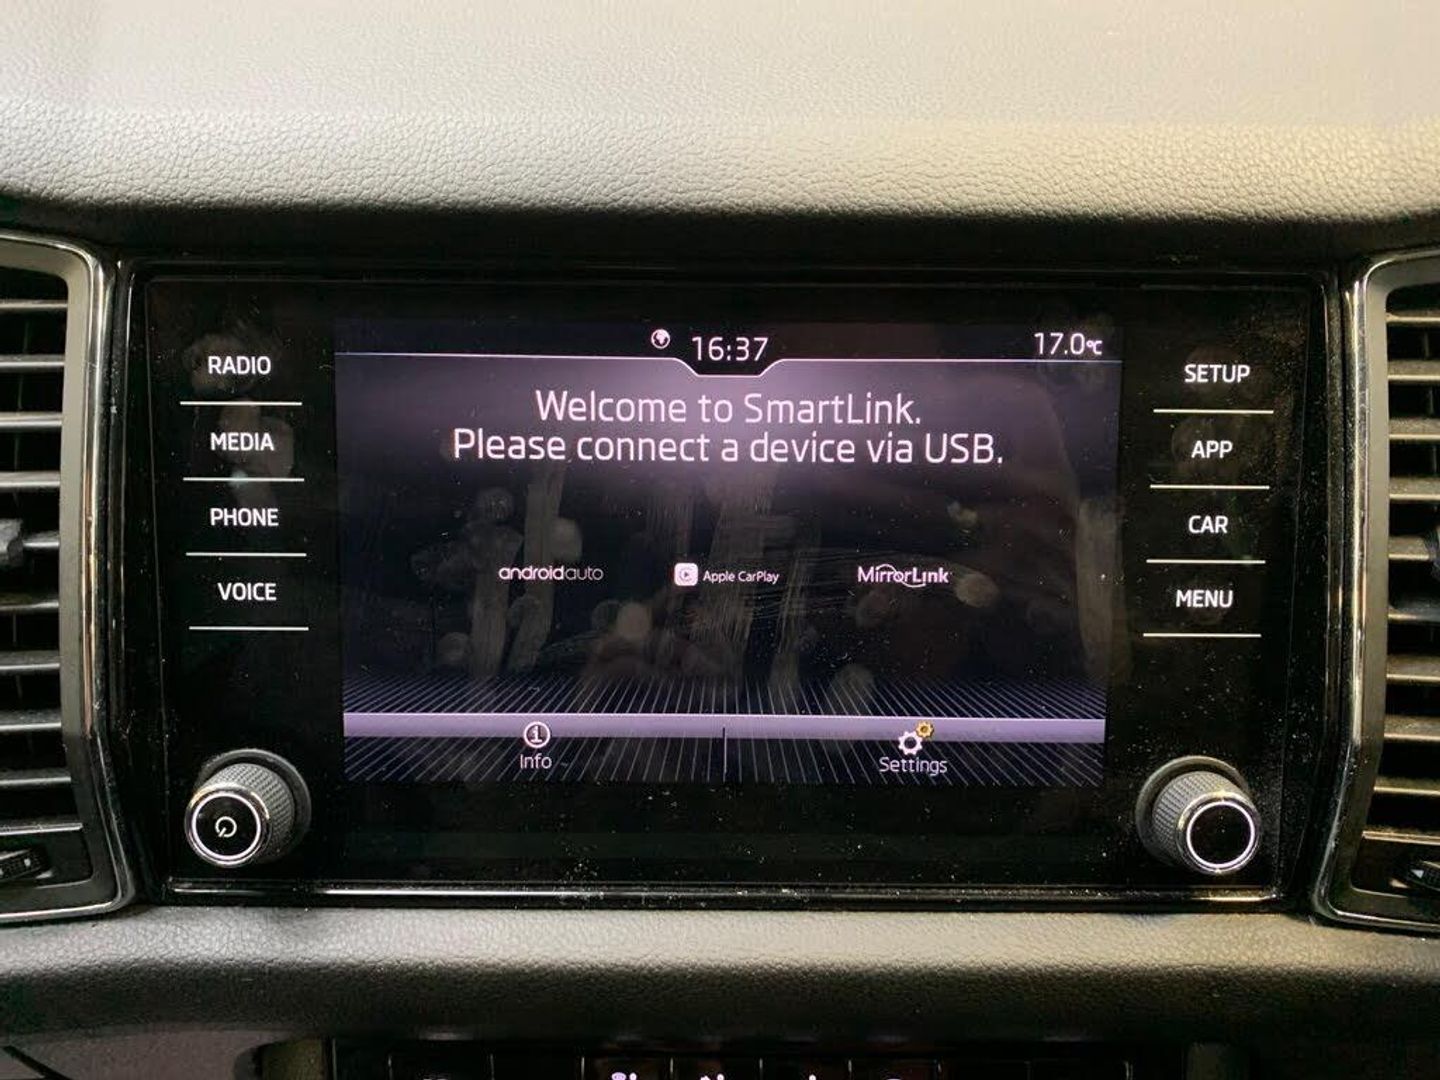 16:37
17.0°C
RADIO
MEDIA
PHONE
VOICE
Welcome to SmartLink.
Please connect a device via USB.
androidauto
Apple CarPlay
MirrorLink
Info
Settings
SETUP
APP
CAR
MENU